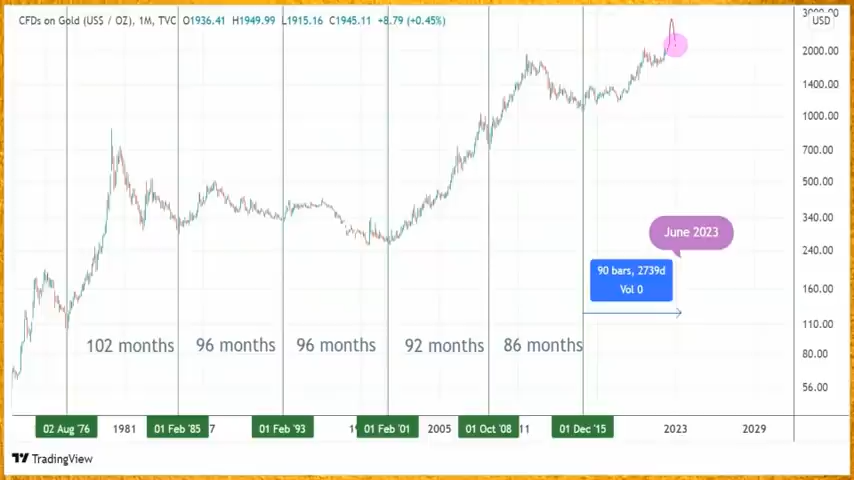 CFDs on Gold (US$ / OZ), 1M, TVC O1936.41 H1949.99 L1915.16 C1945.11 +8.79 (+0.45%)
3000.00
USD
2000.00
1400.00
1000.00
700.00
500.00
340.00
June 2023
240.00
90 bars, 2739d
Vol 0
160.00
110.00
102 months 96 months 96 months 92 months 86 months
80.00
56.00
02 Aug '76 1981 01 Feb '85 7 01 Feb '93 01 Feb '01 2005 01 Oct '08 11 01 Dec '15 2023 2029
TradingView